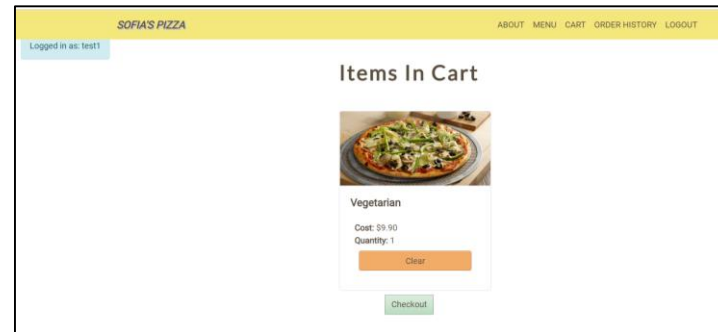 SOFIA'S PIZZA
ABOUT MENU CART ORDER HISTORY LOGOUT
Logged in as: test1
Items In Cart
Vegetarian
Cost: $9.90
Quantity: 1
Clear
Checkout